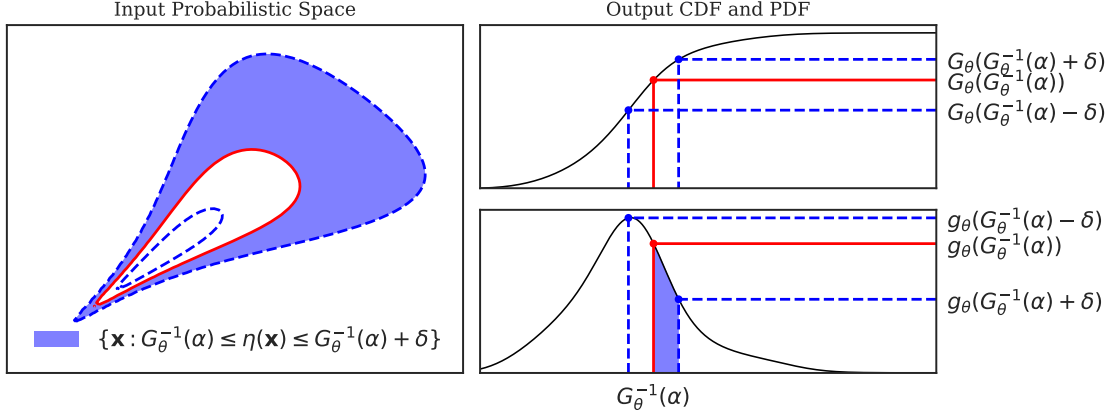 Input Probabilistic Space
{𝐱 : G_θ^{-1}(α) ≤ η(𝐱) ≤ G_θ^{-1}(α) + δ}
Output CDF and PDF
G_θ(G_θ^{-1}(α) + δ)
G_θ(G_θ^{-1}(α))
G_θ(G_θ^{-1}(α) − δ)
g_θ(G_θ^{-1}(α) − δ)
g_θ(G_θ^{-1}(α))
g_θ(G_θ^{-1}(α) + δ)
G_θ^{-1}(α)